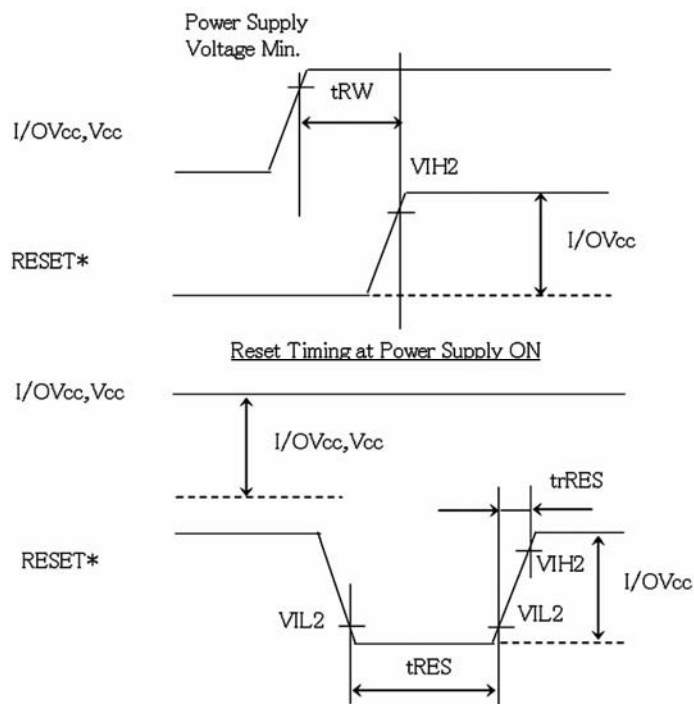 Power Supply
Voltage Min.
tRW
I/OVcc,Vcc
VIH2
I/OVcc
RESET*
Reset Timing at Power Supply ON
I/OVcc,Vcc
I/OVcc,Vcc
trRES
RESET*
VIH2
I/OVcc
VIL2
VIL2
tRES